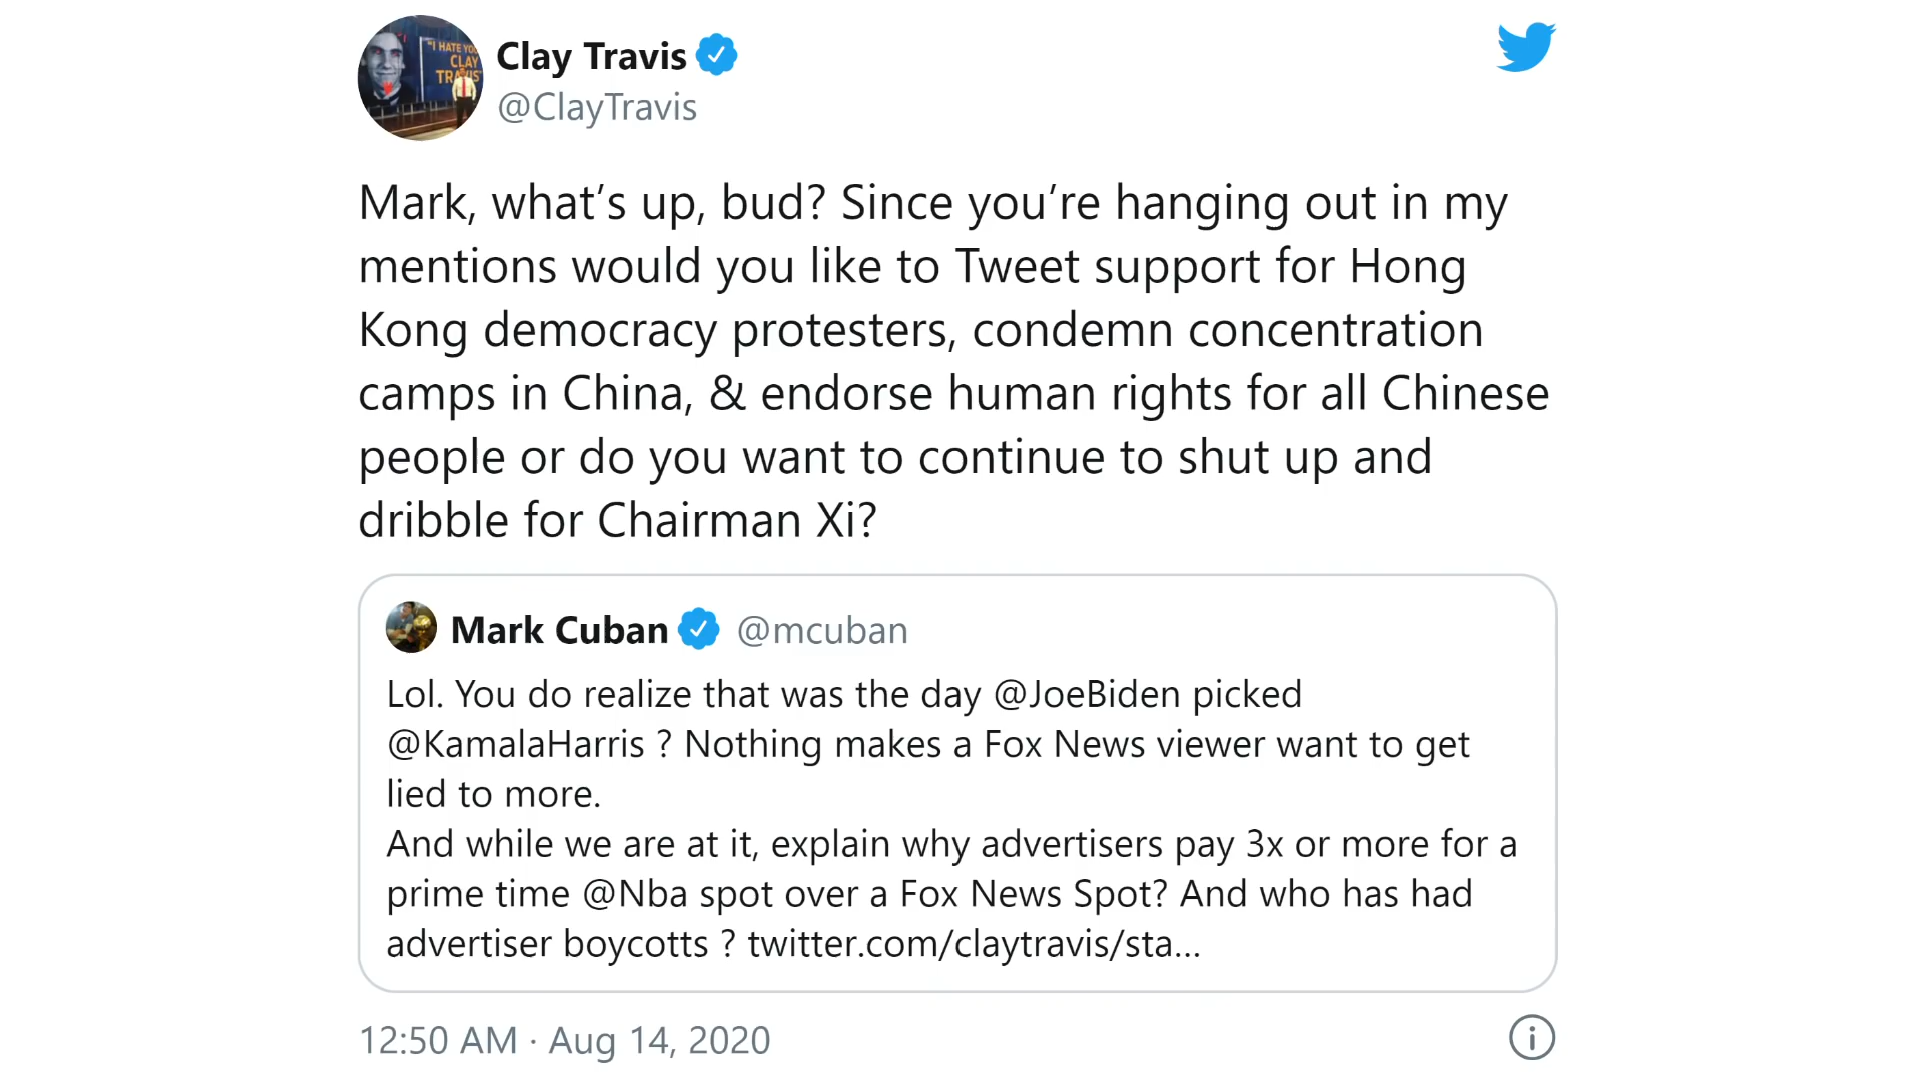 "I HATE YOU
CLAY
TRAVIS"
Clay Travis
@ClayTravis
Mark, what’s up, bud? Since you’re hanging out in my
mentions would you like to Tweet support for Hong
Kong democracy protesters, condemn concentration
camps in China, & endorse human rights for all Chinese
people or do you want to continue to shut up and
dribble for Chairman Xi?
Mark Cuban @mcuban
Lol. You do realize that was the day @JoeBiden picked
@KamalaHarris ? Nothing makes a Fox News viewer want to get
lied to more.
And while we are at it, explain why advertisers pay 3x or more for a
prime time @Nba spot over a Fox News Spot? And who has had
advertiser boycotts ? twitter.com/claytravis/sta...
12:50 AM · Aug 14, 2020